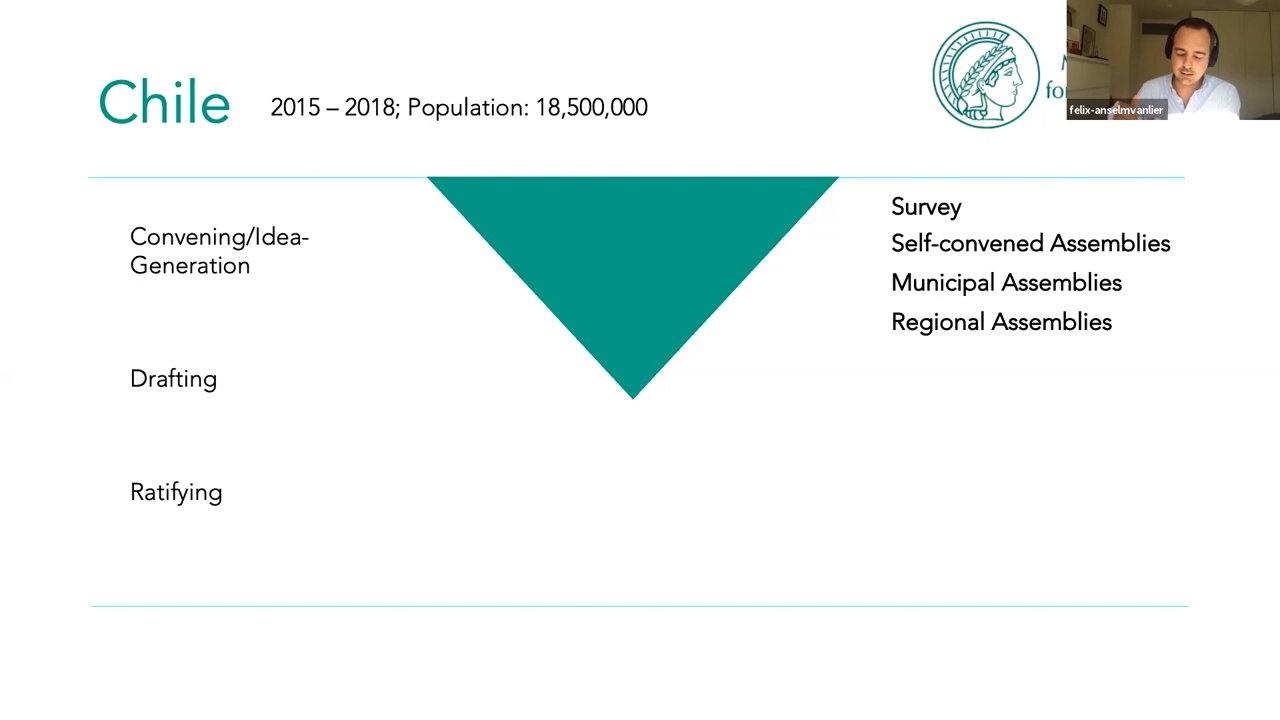 Chile
2015 – 2018; Population: 18,500,000
for
felix-anselmvanlier
Convening/Idea-
Generation
Drafting
Ratifying
Survey
Self-convened Assemblies
Municipal Assemblies
Regional Assemblies